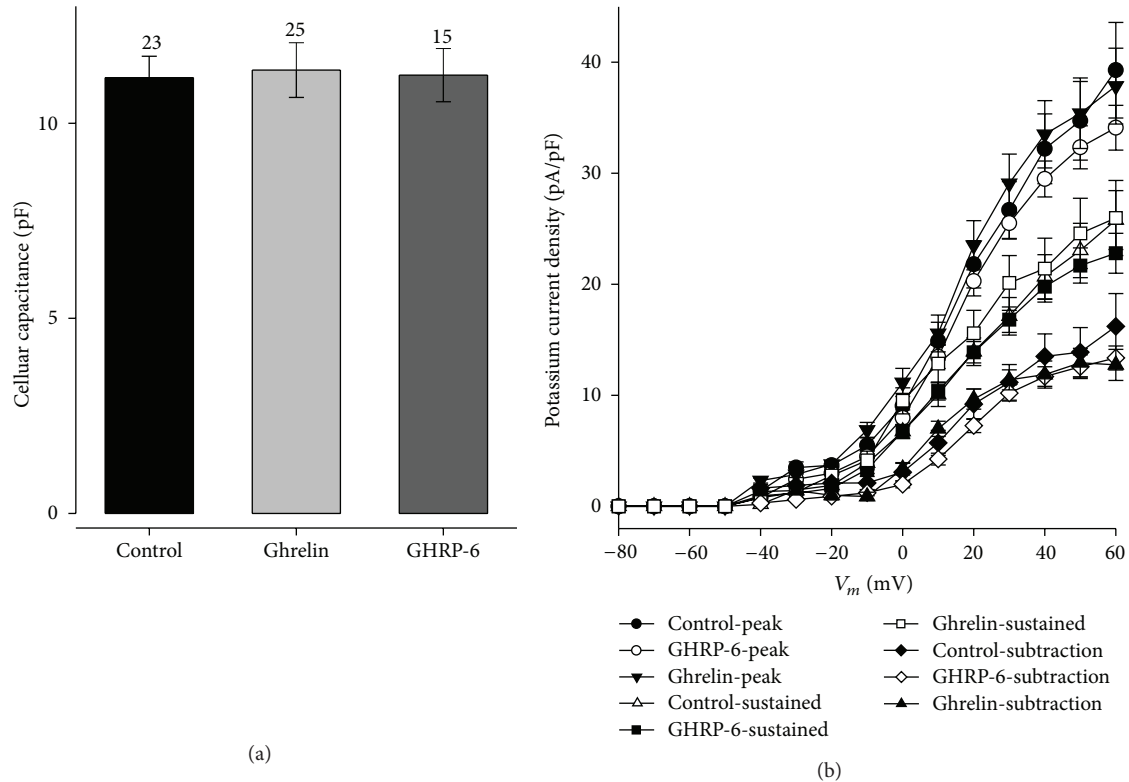 23
25
15
10
5
0
Celluar capacitance (pF)
Control
Ghrelin
GHRP-6
(a)
40
30
20
10
0
Potassium current density (pA/pF)
−80 −60 −40 −20 0 20 40 60
Vm (mV)
Control-peak
GHRP-6-peak
Ghrelin-peak
Control-sustained
GHRP-6-sustained
Ghrelin-sustained
Control-subtraction
GHRP-6-subtraction
Ghrelin-subtraction
(b)